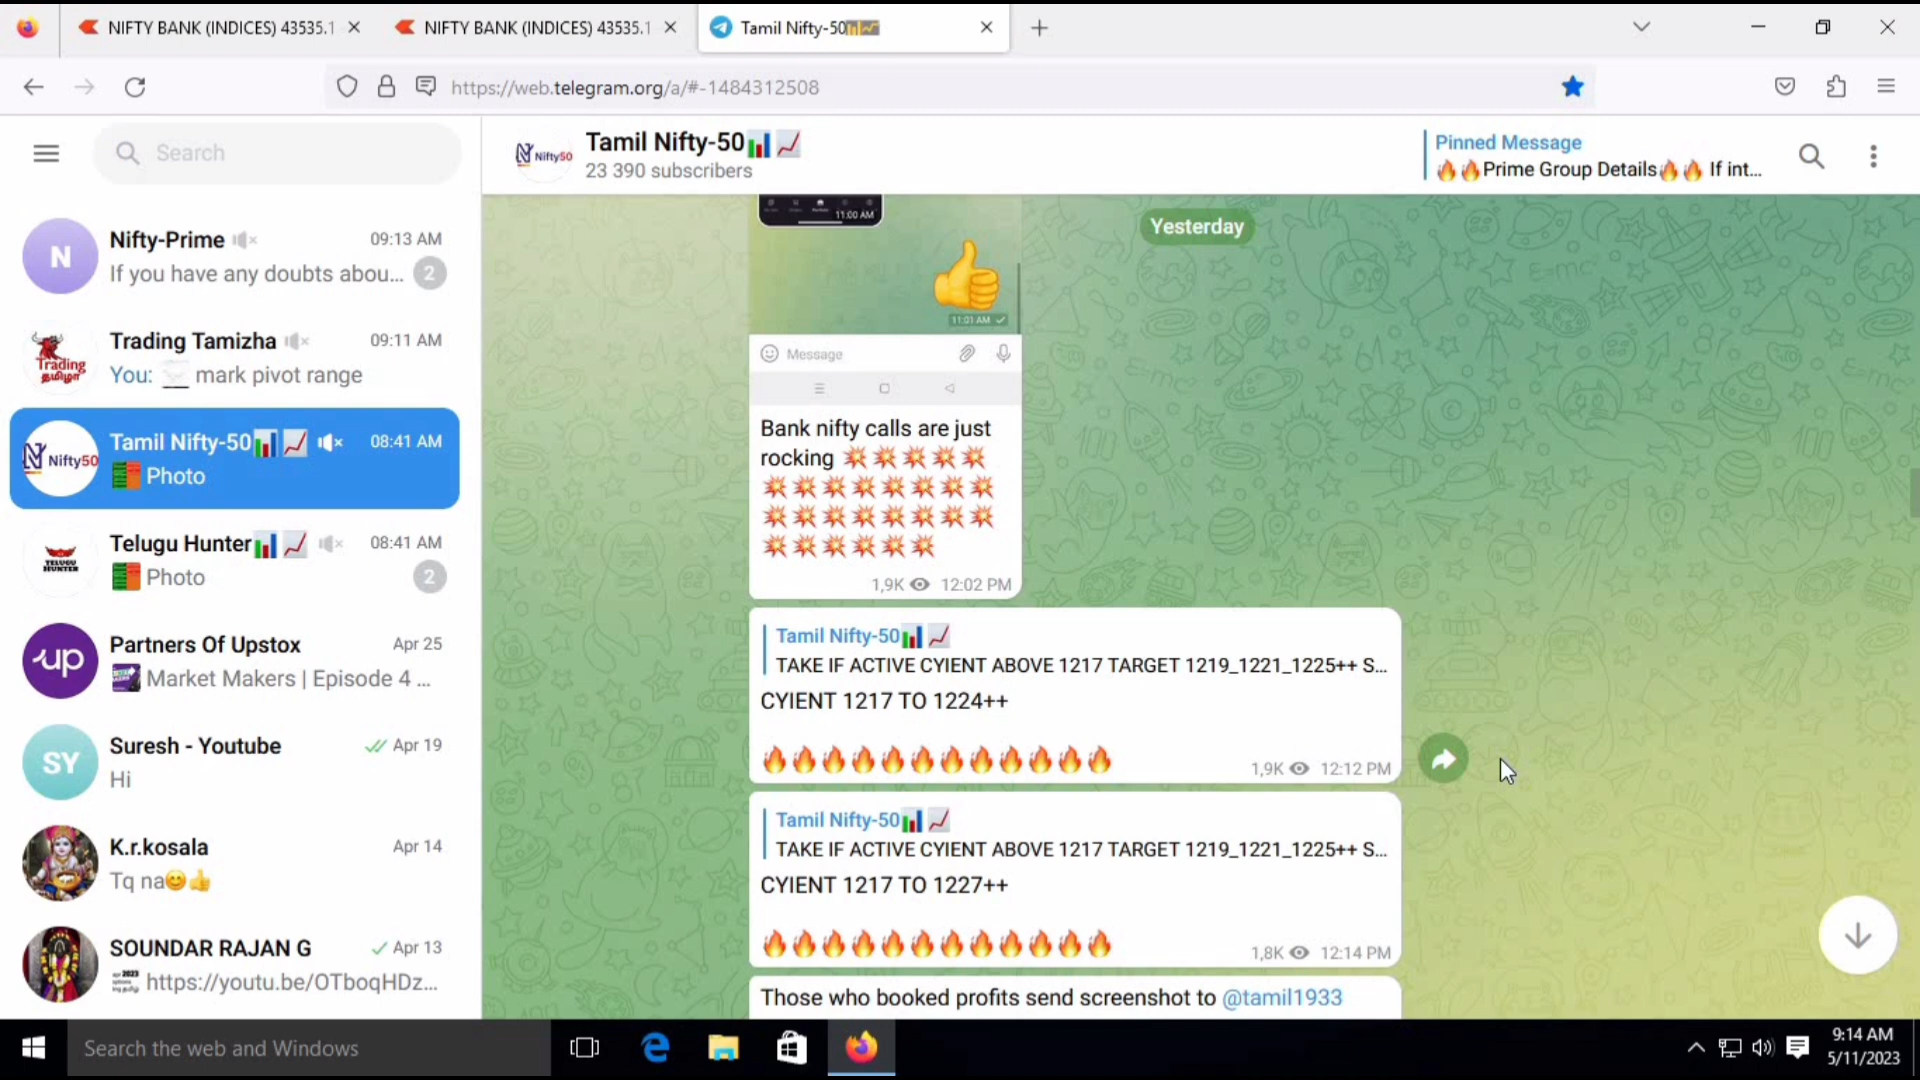 NIFTY BANK (INDICES) 43535.1
NIFTY BANK (INDICES) 43535.1
Tamil Nifty-50📊📈
https://web.telegram.org/a/#-1484312508
Search
Nifty50
Tamil Nifty-50📊📈
23 390 subscribers
Pinned Message
🔥🔥Prime Group Details🔥🔥 If int...
N
Nifty-Prime
09:13 AM
If you have any doubts abou...
2
Trading
தமிழா
Trading Tamizha
09:11 AM
You: mark pivot range
Nifty50
Tamil Nifty-50📊📈
08:41 AM
Photo
TELUGU
HUNTER
Telugu Hunter📊📈
08:41 AM
Photo
2
up
Partners Of Upstox
Apr 25
Market Makers | Episode 4 ...
SY
Suresh - Youtube
Apr 19
Hi
K.r.kosala
Apr 14
Tq na😊👍
SOUNDAR RAJAN G
Apr 13
https://youtu.be/OTboqHDz...
Yesterday
11:00 AM
👍
11:01 AM
Message
Bank nifty calls are just
rocking 💥💥💥💥💥
💥💥💥💥💥💥💥💥
💥💥💥💥💥💥💥💥
💥💥💥💥💥💥
1,9K 12:02 PM
Tamil Nifty-50📊📈
TAKE IF ACTIVE CYIENT ABOVE 1217 TARGET 1219_1221_1225++ S...
CYIENT 1217 TO 1224++
🔥🔥🔥🔥🔥🔥🔥🔥🔥🔥🔥🔥
1,9K 12:12 PM
Tamil Nifty-50📊📈
TAKE IF ACTIVE CYIENT ABOVE 1217 TARGET 1219_1221_1225++ S...
CYIENT 1217 TO 1227++
🔥🔥🔥🔥🔥🔥🔥🔥🔥🔥🔥🔥
1,8K 12:14 PM
Those who booked profits send screenshot to @tamil1933
Search the web and Windows
9:14 AM
5/11/2023